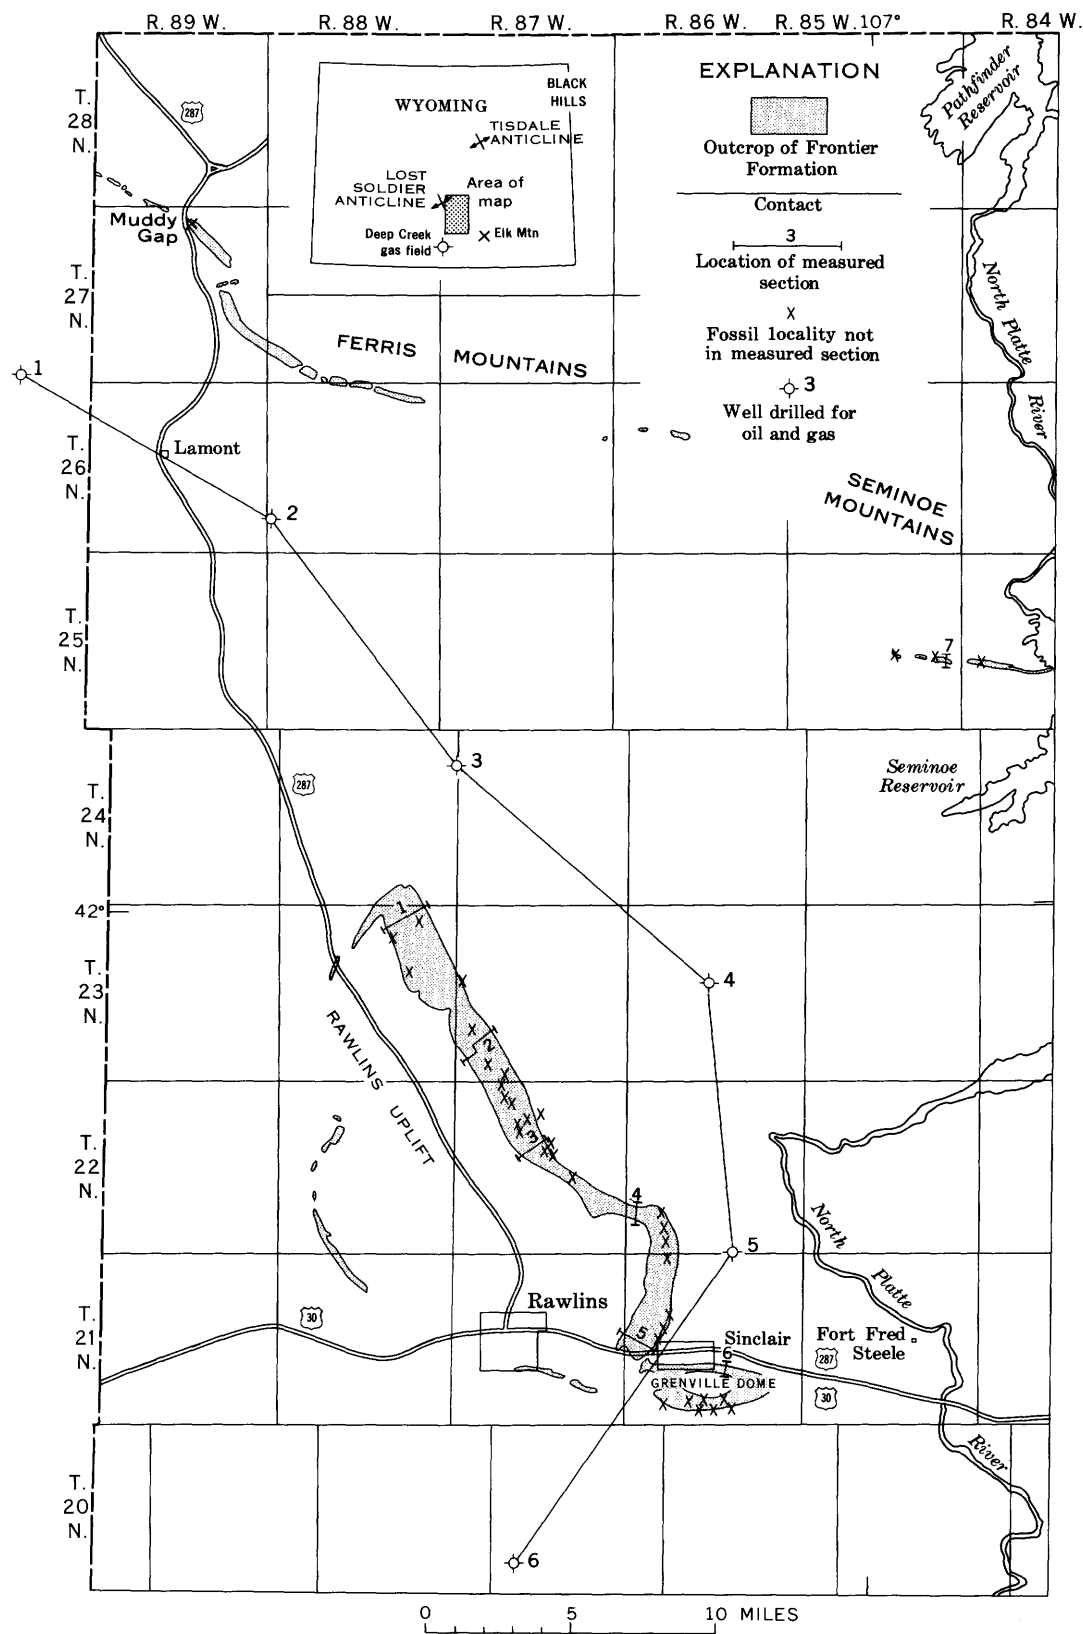 R. 89 W.
R. 88 W.
R. 87 W.
R. 86 W.
R. 85 W.
107°
R. 84 W.
T.
28
N.
287
WYOMING
BLACK
HILLS
TISDALE
ANTICLINE
LOST
SOLDIER
ANTICLINE
Area of
map
Deep Creek
gas field
Elk Mtn
EXPLANATION
Outcrop of Frontier
Formation
Contact
3
Location of measured
section
X
Fossil locality not
in measured section
3
Well drilled for
oil and gas
Pathfinder
Reservoir
Muddy
Gap
T.
27
N.
FERRIS MOUNTAINS
North Platte
River
1
Lamont
T.
26
N.
2
SEMINOE
MOUNTAINS
T.
25
N.
7
3
287
Seminoe
Reservoir
T.
24
N.
42°
1
T.
23
N.
4
2
RAWLINS UPLIFT
3
T.
22
N.
4
North
Platte
5
Rawlins
30
T.
21
N.
5
Sinclair
6
Fort Fred
Steele
287
GRENVILLE DOME
30
River
T.
20
N.
6
0 5 10 MILES